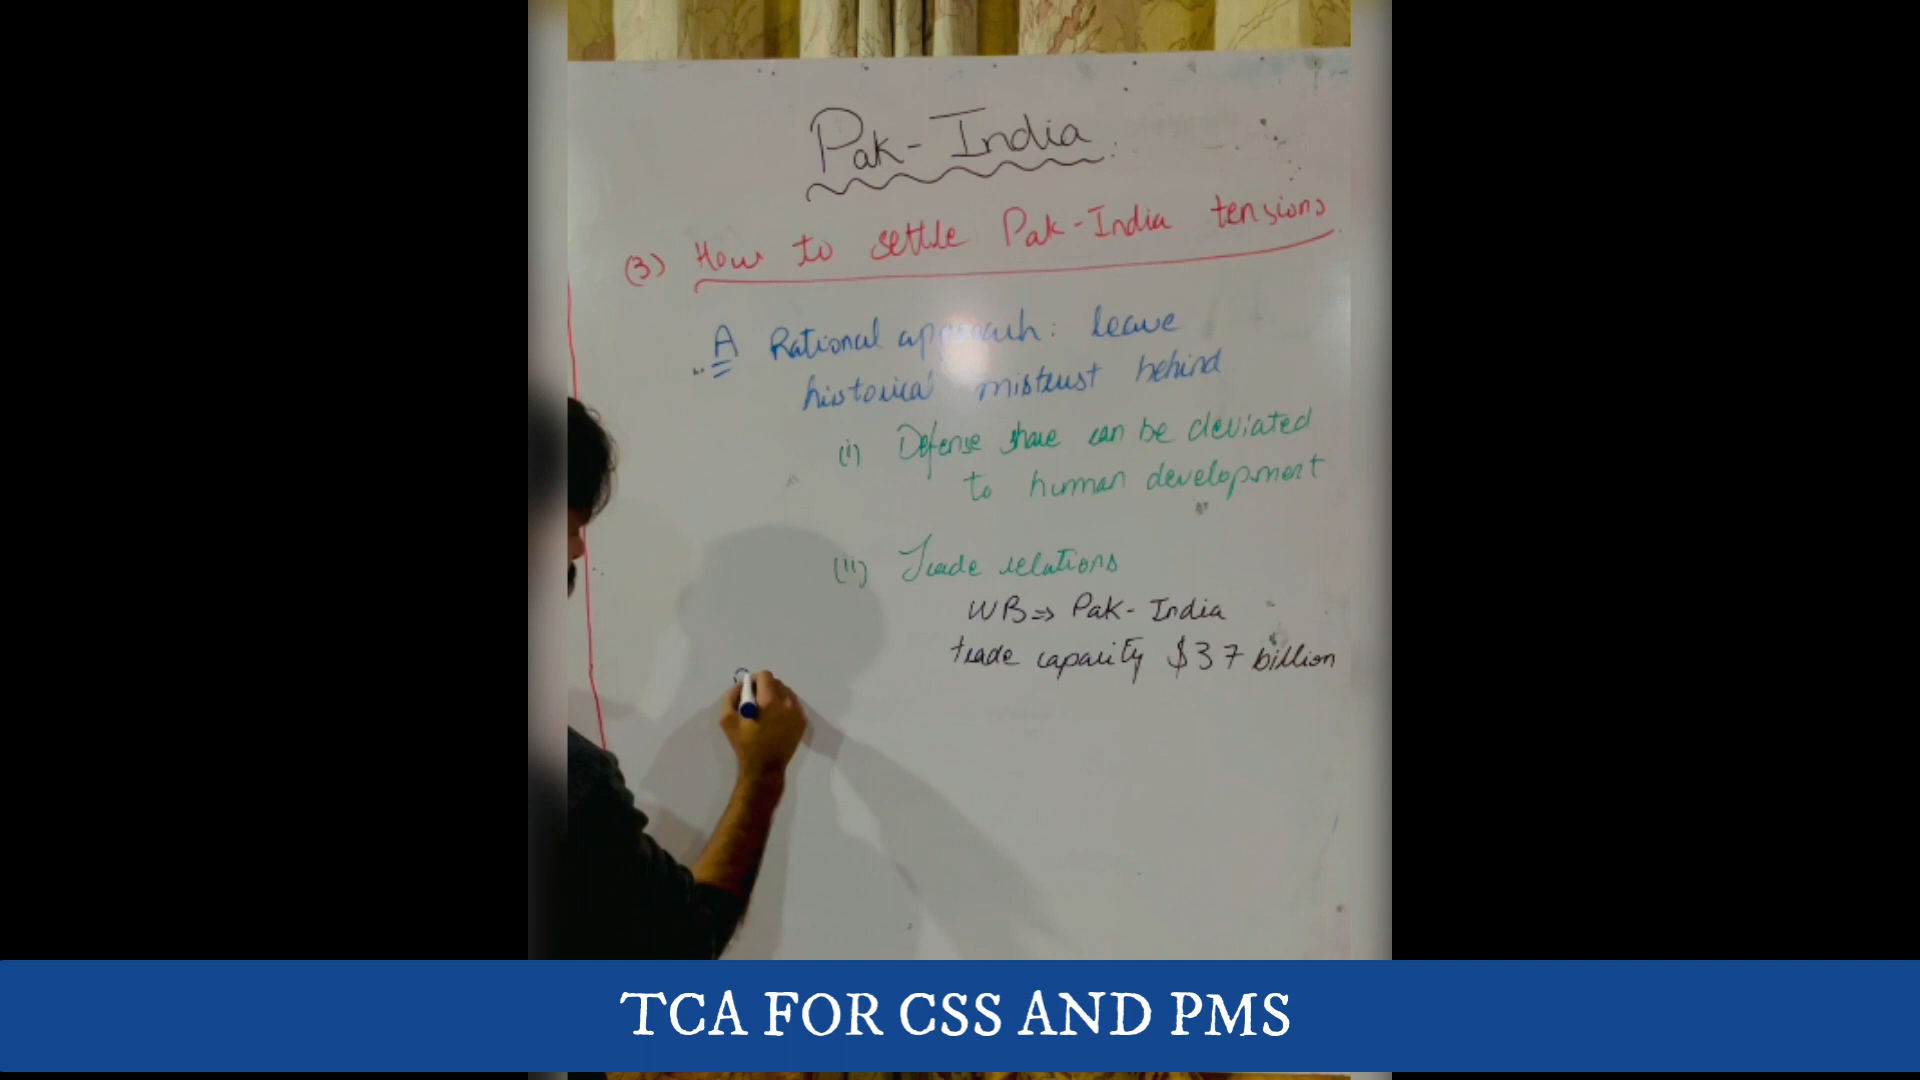 Pak-India
(3) How to settle Pak-India tensions
A Rational approach: leave
historical mistrust behind
(i) Defense share can be deviated
to human development
(ii) Trade relations
WB => Pak-India
trade capacity $37 billion
TCA FOR CSS AND PMS